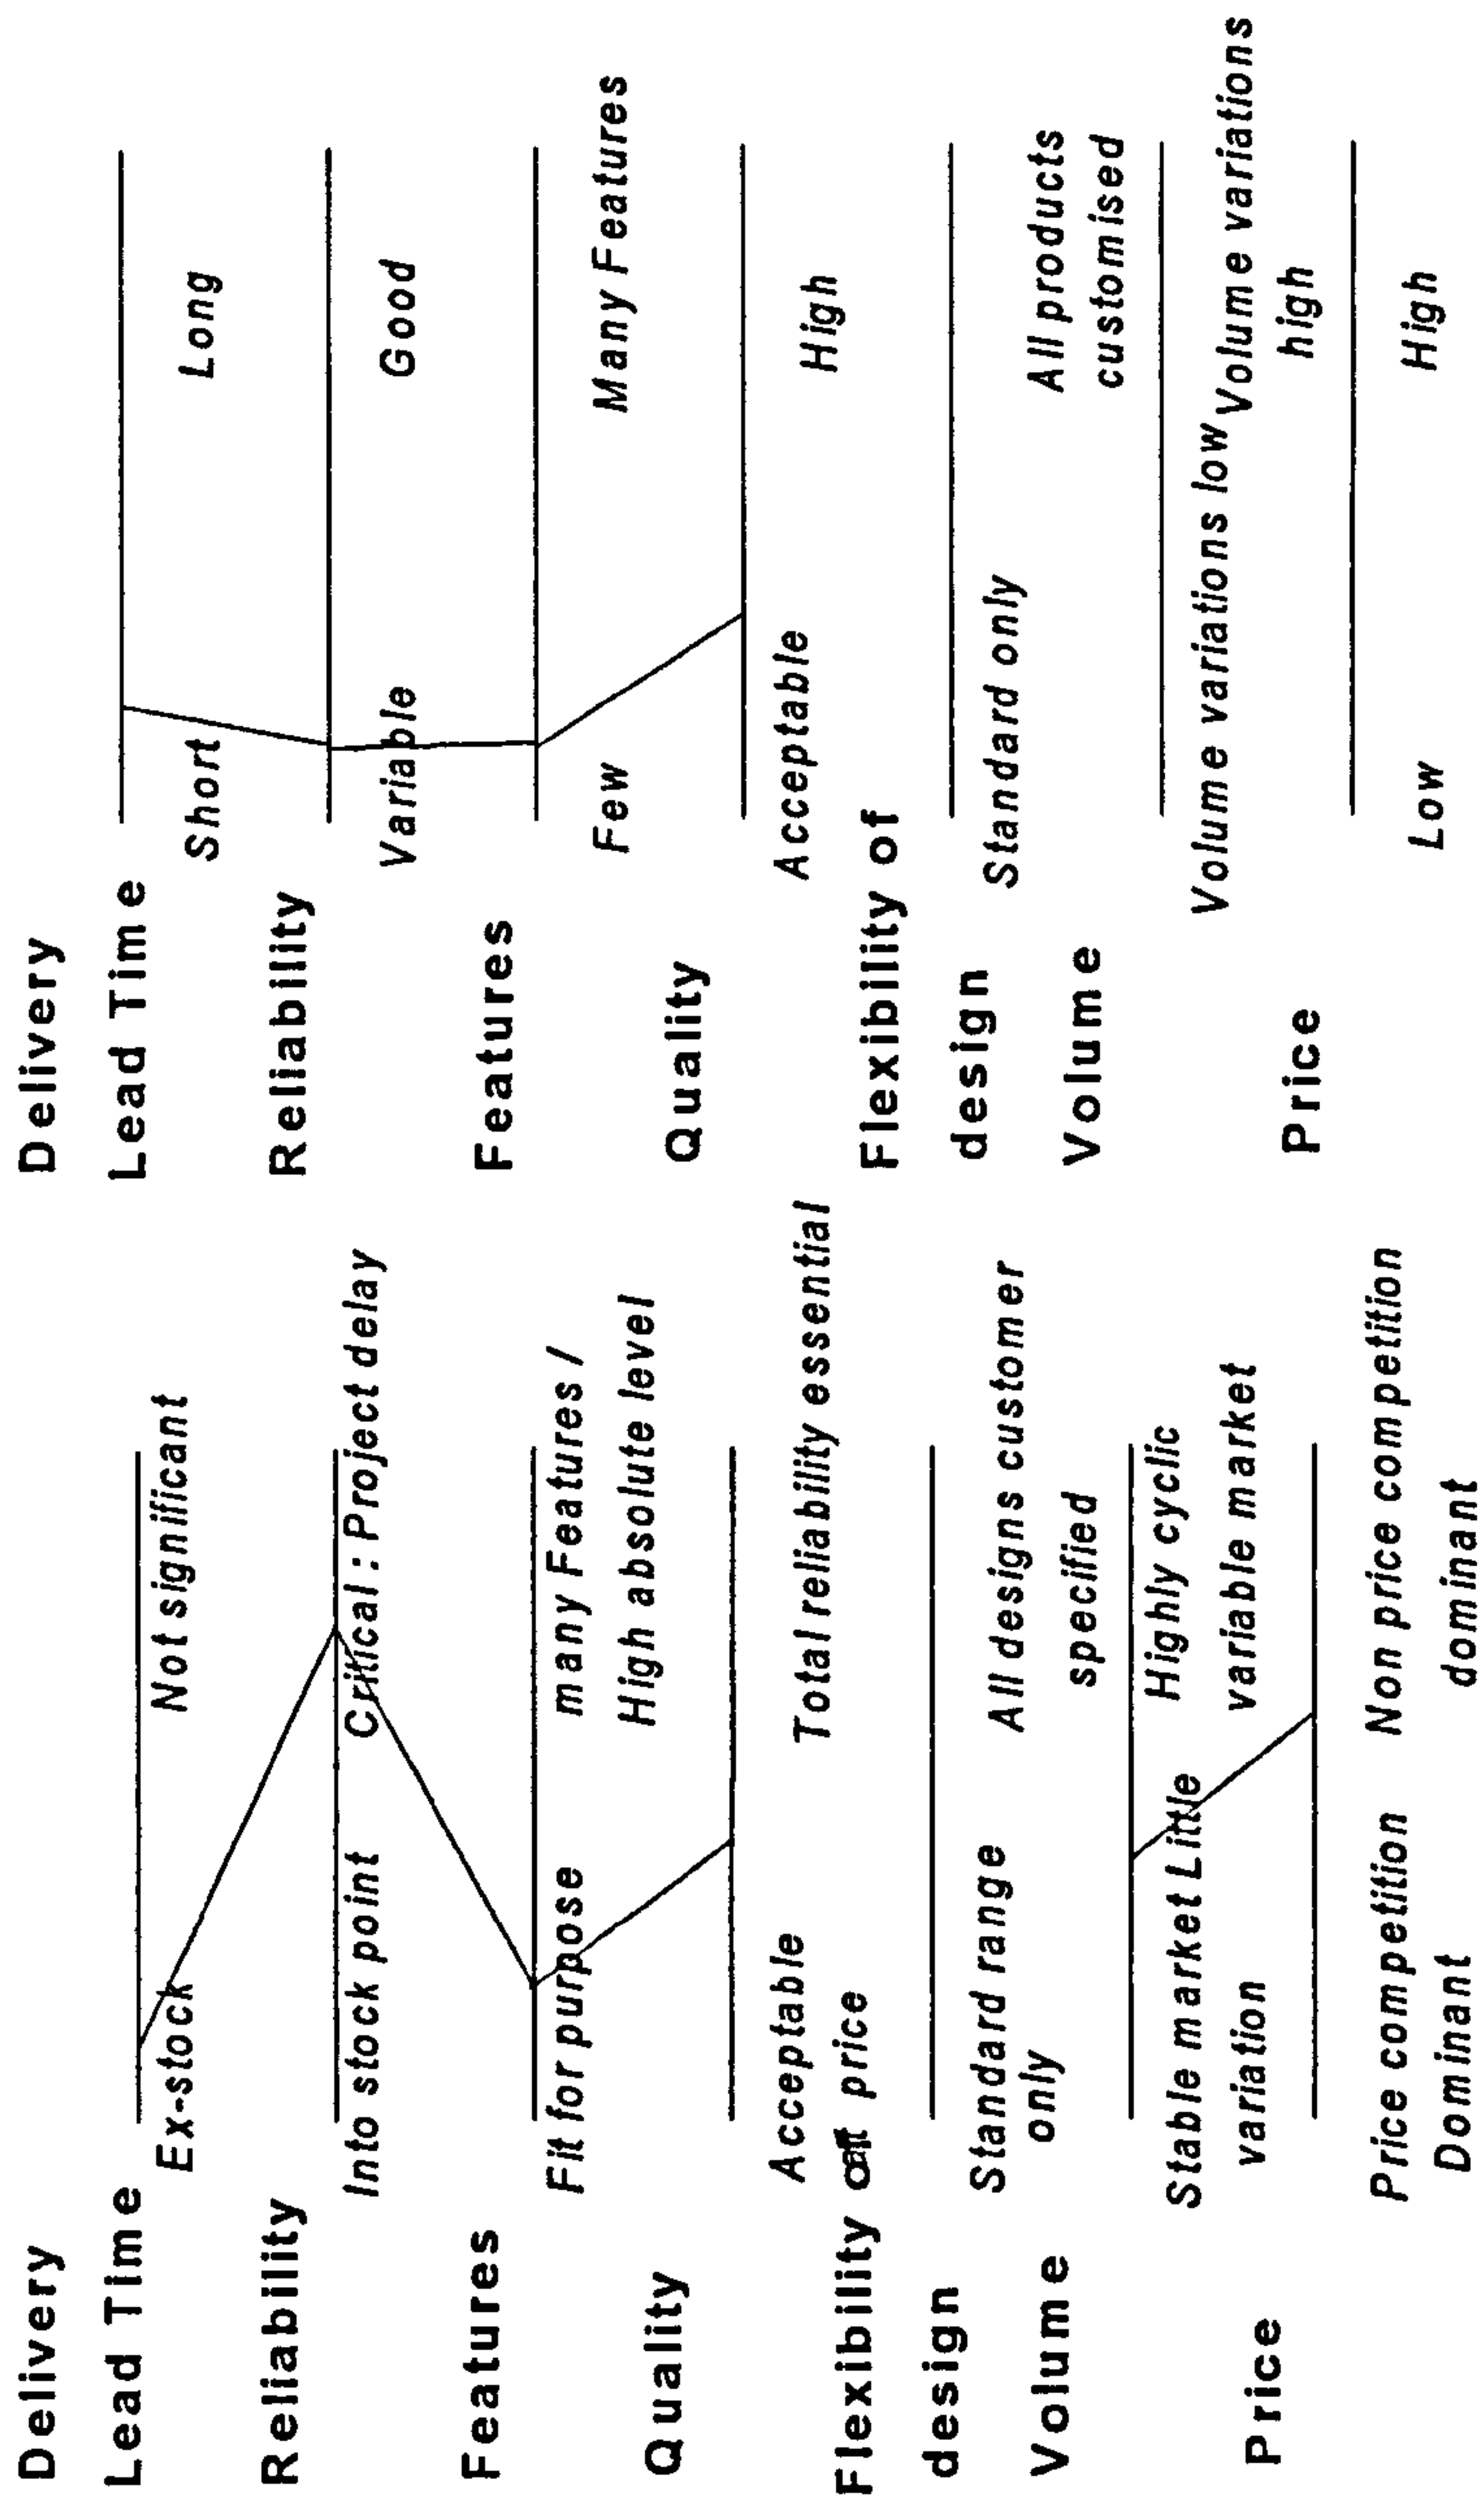 Delivery
Lead Time
Ex-stock
Not significant
Reliability
Into stock point
Critical : Project delay
Features
Fit for purpose
many Features /
High absolute level
Quality
Acceptable
at price
Total reliability essential
Flexibility of
design
Standard range
only
All designs customer
specified
Volume
Stable market Little
variation
Highly cyclic
variable market
Price
Price competition
Dominant
Non price competition
dominant
Delivery
Lead Time
Short
Long
Reliability
Variable
Good
Features
Few
Many Features
Quality
Acceptable
High
Flexibility of
design
Standard only
All products
customised
Volume
Volume variations low
Volume variations
high
Price
Low
High